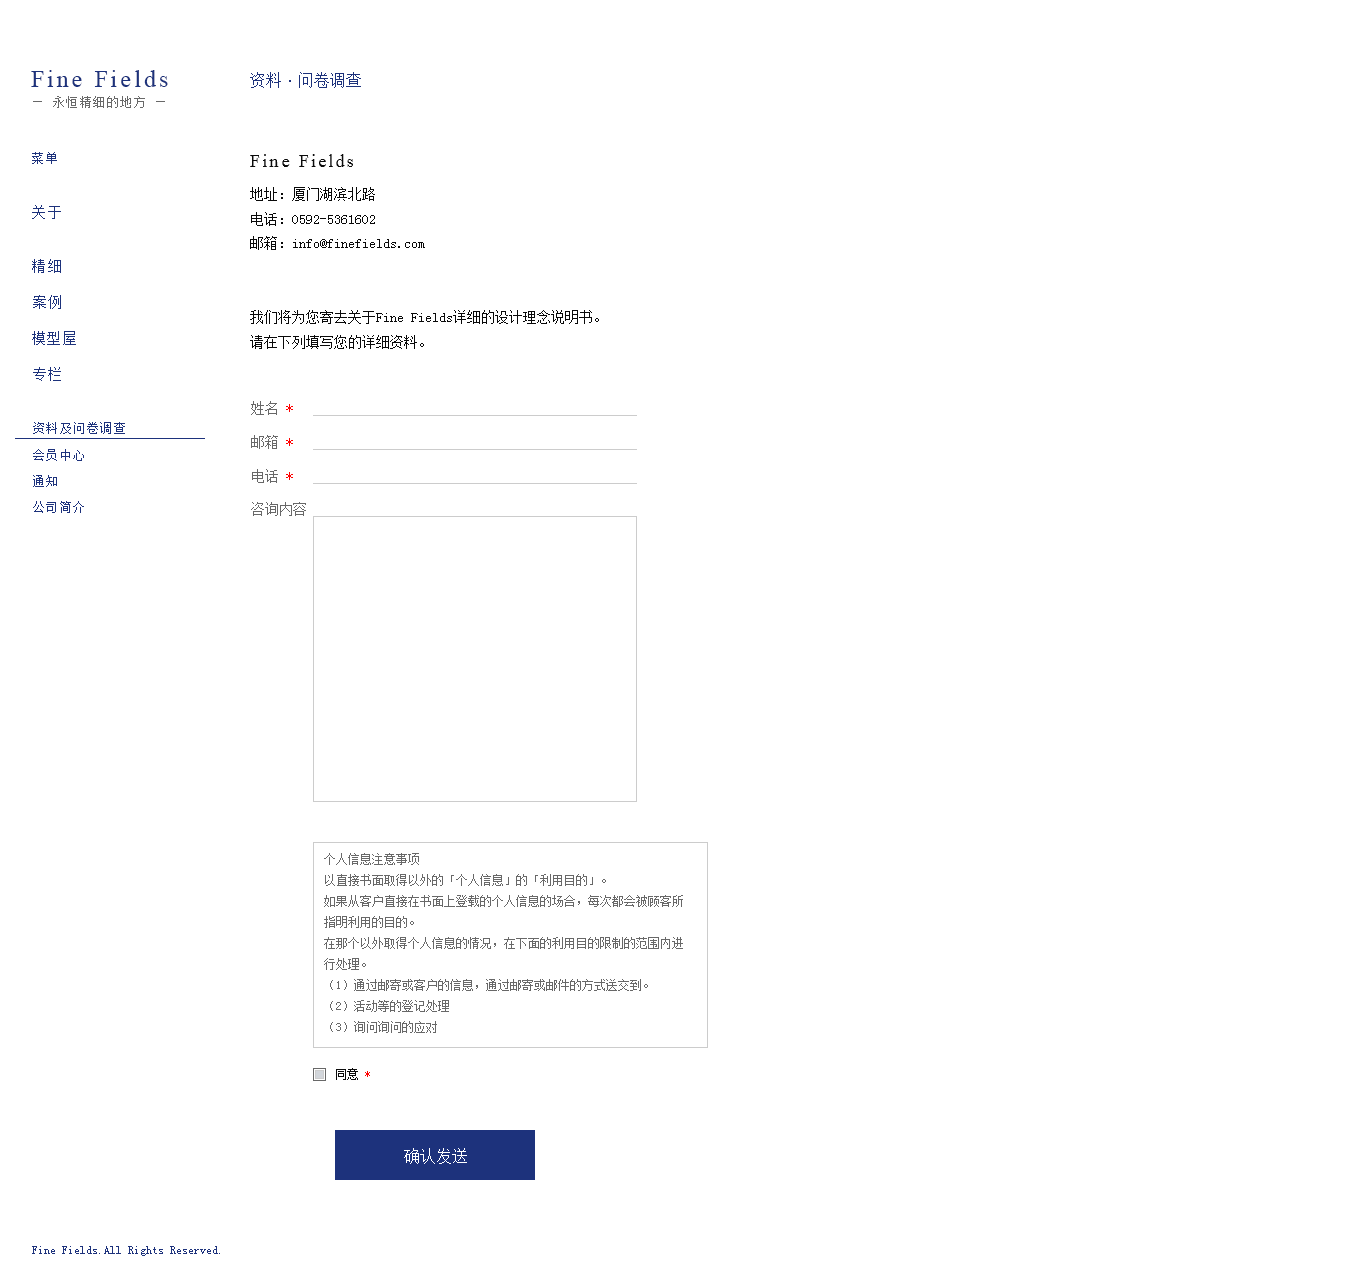 Fine Fields
— 永恒精细的地方 —
菜单
关于
精细
案例
模型屋
专栏
资料及问卷调查
会员中心
通知
公司简介
资料 · 问卷调查
Fine Fields
地址：厦门湖滨北路
电话：0592-5361602
邮箱：info@finefields.com
我们将为您寄去关于Fine Fields详细的设计理念说明书。
请在下列填写您的详细资料。
姓名 *
邮箱 *
电话 *
咨询内容
个人信息注意事项
以直接书面取得以外的「个人信息」的「利用目的」。
如果从客户直接在书面上登载的个人信息的场合，每次都会被顾客所
指明利用的目的。
在那个以外取得个人信息的情况，在下面的利用目的限制的范围内进
行处理。
（1）通过邮寄或客户的信息，通过邮寄或邮件的方式送交到。
（2）活动等的登记处理
（3）询问询问的应对
同意 *
确认发送
Fine Fields.All Rights Reserved.